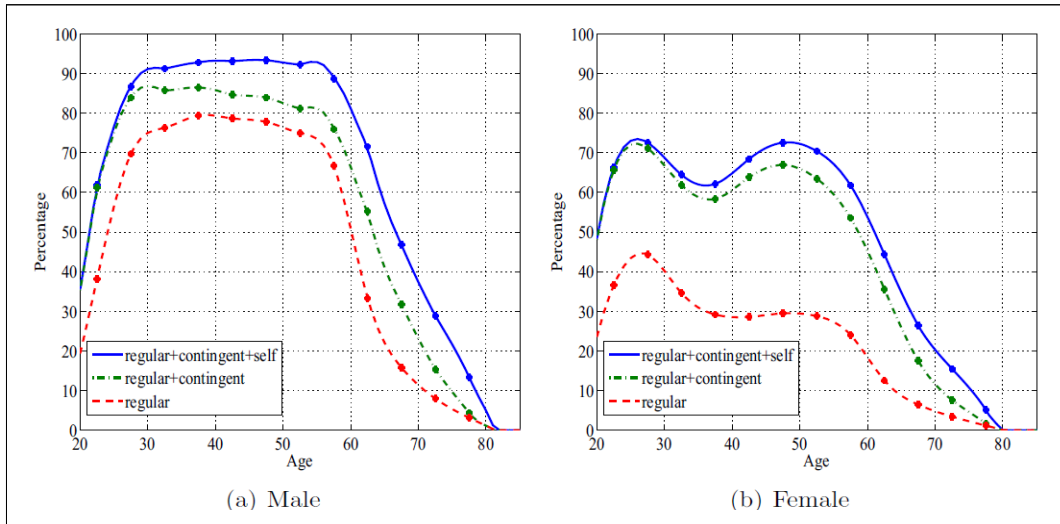 100
90
80
70
60
50
40
30
20
10
0
Percentage
regular+contingent+self
regular+contingent
regular
20 30 40 50 60 70 80
Age
(a) Male
100
90
80
70
60
50
40
30
20
10
0
Percentage
regular+contingent+self
regular+contingent
regular
20 30 40 50 60 70 80
Age
(b) Female